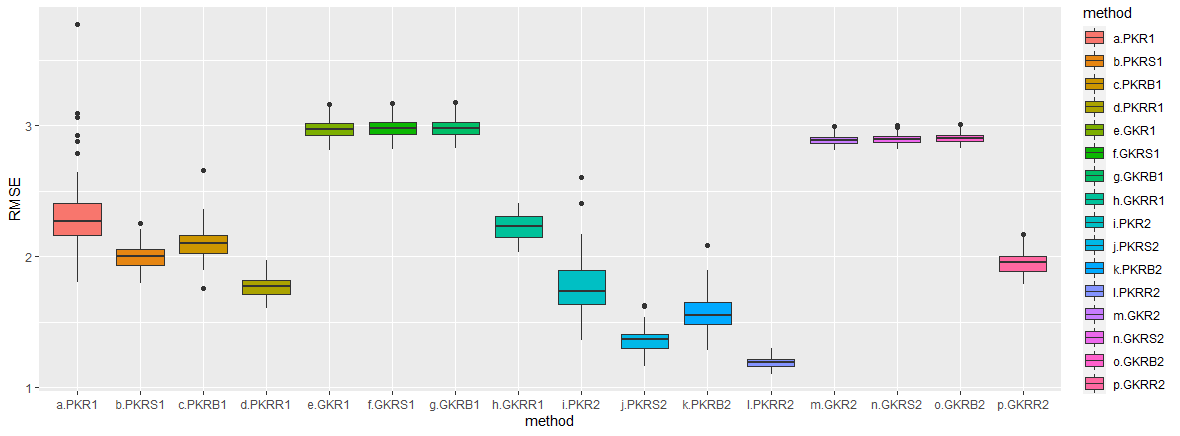 method
a.PKR1
b.PKRS1
c.PKRB1
d.PKRR1
e.GKR1
f.GKRS1
g.GKRB1
h.GKRR1
i.PKR2
j.PKRS2
k.PKRB2
l.PKRR2
m.GKR2
n.GKRS2
o.GKRB2
p.GKRR2
RMSE
3
2
1
a.PKR1 b.PKRS1 c.PKRB1 d.PKRR1 e.GKR1 f.GKRS1 g.GKRB1 h.GKRR1 i.PKR2 j.PKRS2 k.PKRB2 l.PKRR2 m.GKR2 n.GKRS2 o.GKRB2 p.GKRR2
method